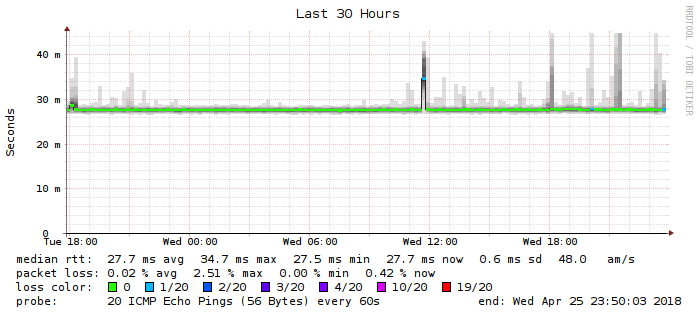 Last 30 Hours
RRDTOOL / TOBI OETIKER
Seconds
40 m
30 m
20 m
10 m
0
Tue 18:00 Wed 00:00 Wed 06:00 Wed 12:00 Wed 18:00
median rtt: 27.7 ms avg 34.7 ms max 27.5 ms min 27.7 ms now 0.6 ms sd 48.0 am/s
packet loss: 0.02 % avg 2.51 % max 0.00 % min 0.42 % now
loss color: 0 1/20 2/20 3/20 4/20 10/20 19/20
probe: 20 ICMP Echo Pings (56 Bytes) every 60s end: Wed Apr 25 23:50:03 2018